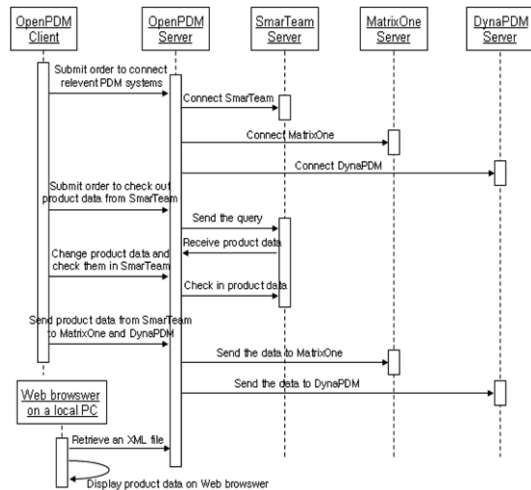 OpenPDM
Client
OpenPDM
Server
SmarTeam
Server
MatrixOne
Server
DynaPDM
Server
Submit order to connect
relevent PDM systems
Connect SmarTeam
Connect MatrixOne
Connect DynaPDM
Submit order to check out
product data from SmarTeam
Send the query
Receive product data
Change product data and
check them in SmarTeam
Check in product data
Send product data from SmarTeam
to MatrixOne and DynaPDM
Send the data to MatrixOne
Send the data to DynaPDM
Web browswer
on a local PC
Retrieve an XML file
Display product data on Web browswer